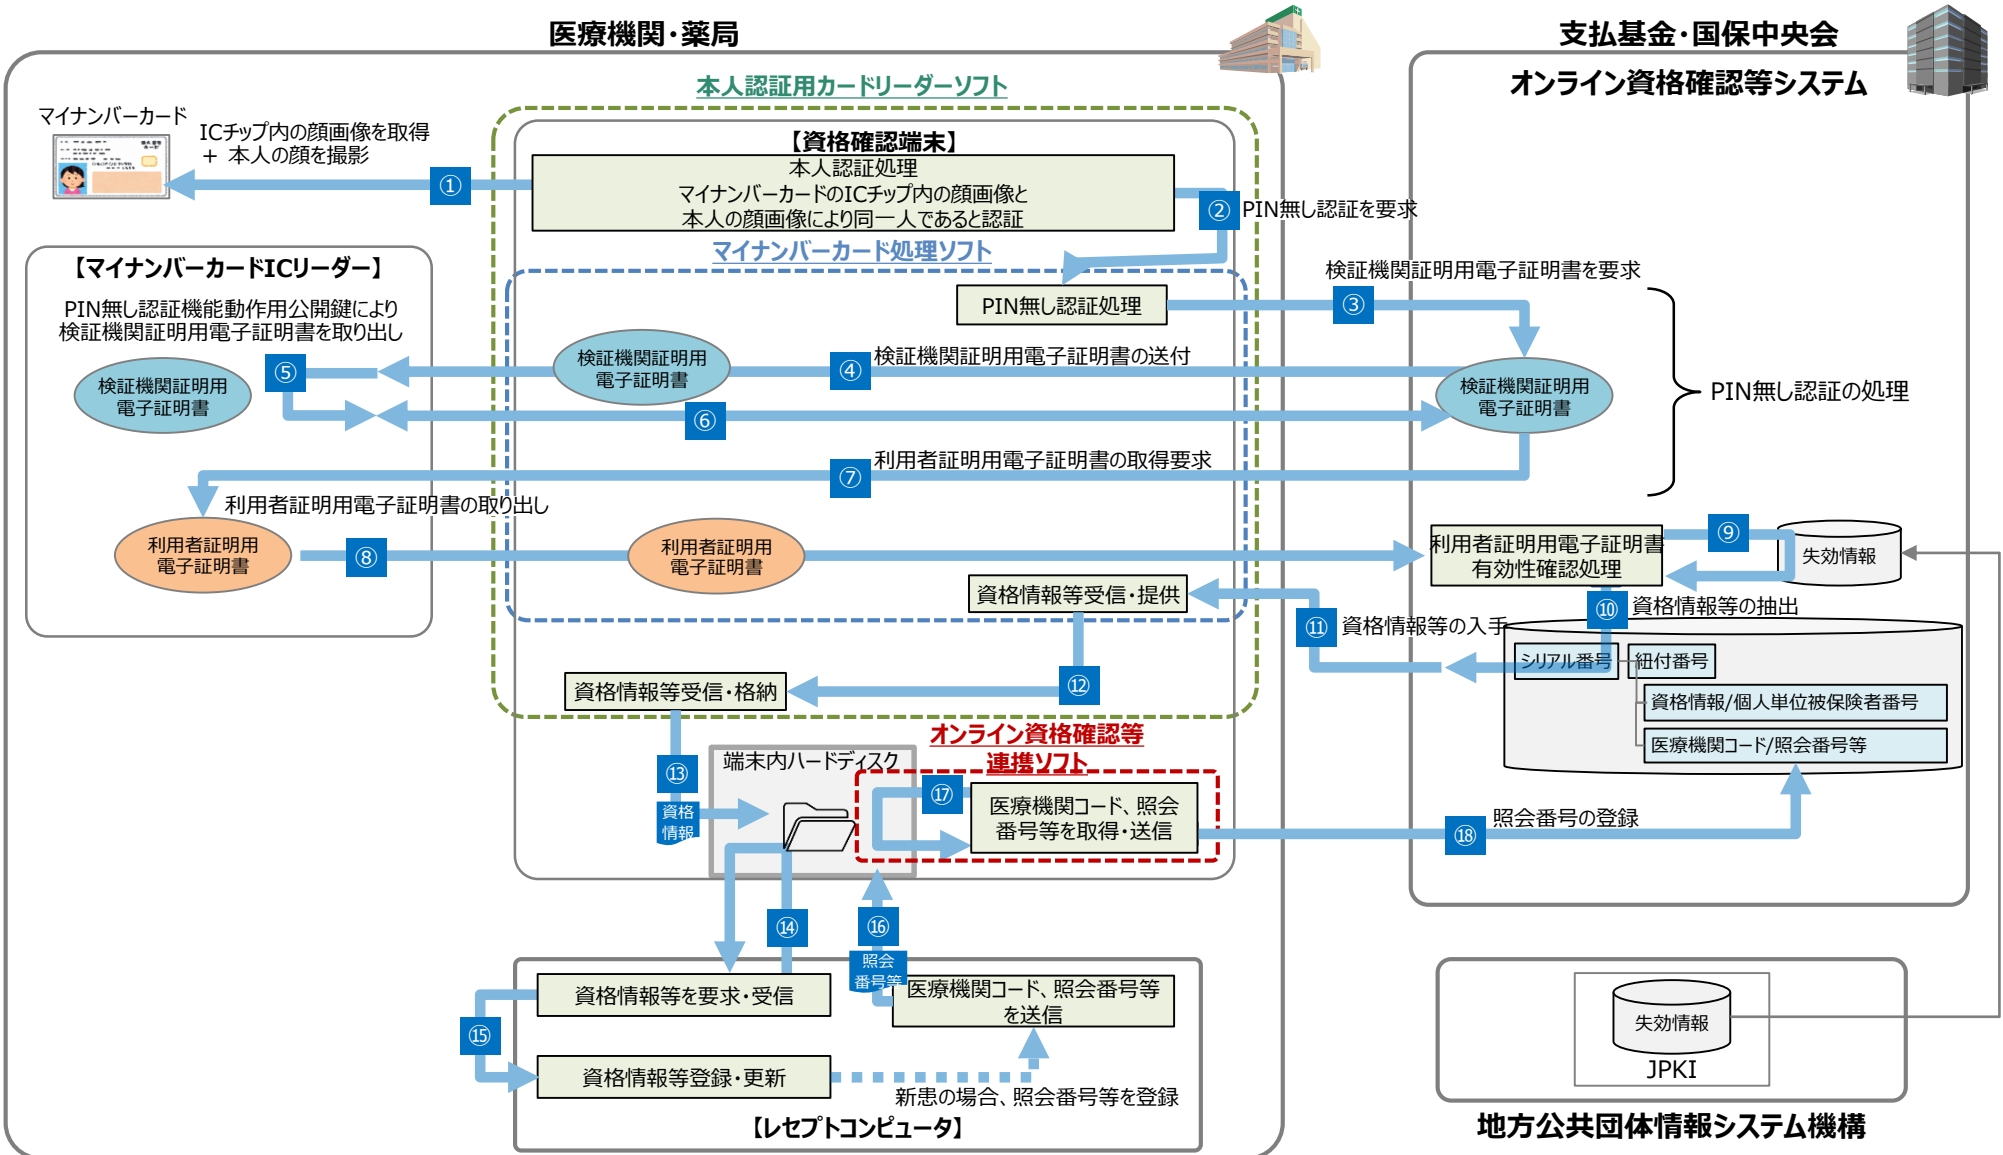 医療機関・薬局
支払基金・国保中央会
オンライン資格確認等システム
本人認証用カードリーダーソフト
マイナンバーカード
ICチップ内の顔画像を取得
+ 本人の顔を撮影
①
【資格確認端末】
本人認証処理
マイナンバーカードのICチップ内の顔画像と
本人の顔画像により同一人であると認証
②
PIN無し認証を要求
マイナンバーカード処理ソフト
【マイナンバーカードICリーダー】
PIN無し認証機能動作用公開鍵により
検証機関証明用電子証明書を取り出し
PIN無し認証処理
検証機関証明用電子証明書を要求
③
検証機関証明用
電子証明書
⑤
検証機関証明用
電子証明書
④
検証機関証明用電子証明書の送付
検証機関証明用
電子証明書
PIN無し認証の処理
⑥
⑦
利用者証明用電子証明書の取得要求
利用者証明用電子証明書の取り出し
利用者証明用
電子証明書
⑧
利用者証明用
電子証明書
利用者証明用電子証明書
有効性確認処理
⑨
失効情報
資格情報等受信・提供
⑩
資格情報等の抽出
⑪
資格情報等の入手
シリアル番号
紐付番号
資格情報/個人単位被保険者番号
医療機関コード/照会番号等
資格情報等受信・格納
⑫
オンライン資格確認等
連携ソフト
端末内ハードディスク
⑬
資格
情報
⑰
医療機関コード、照会
番号等を取得・送信
⑱
照会番号の登録
⑭
⑯
照会
番号等
資格情報等を要求・受信
医療機関コード、照会番号等
を送信
⑮
資格情報等登録・更新
新患の場合、照会番号等を登録
【レセプトコンピュータ】
失効情報
JPKI
地方公共団体情報システム機構